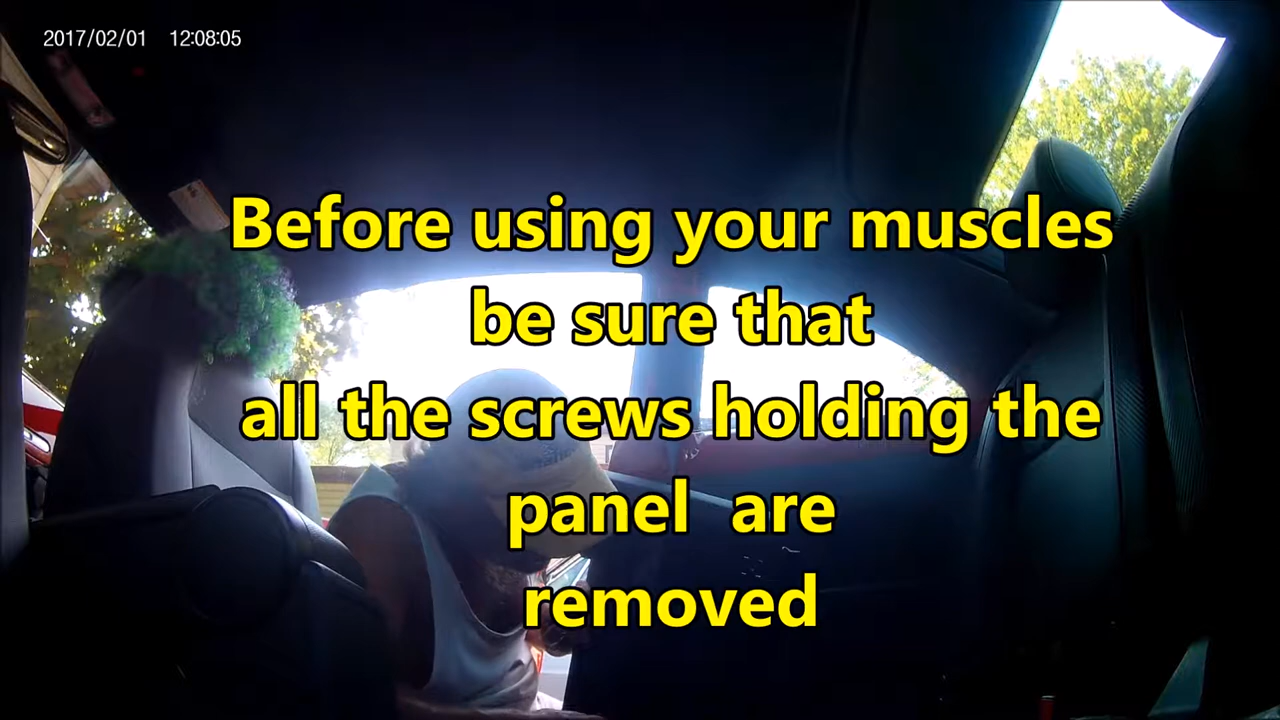 2017/02/01 12:08:05
Before using your muscles
be sure that
all the screws holding the
panel are
removed